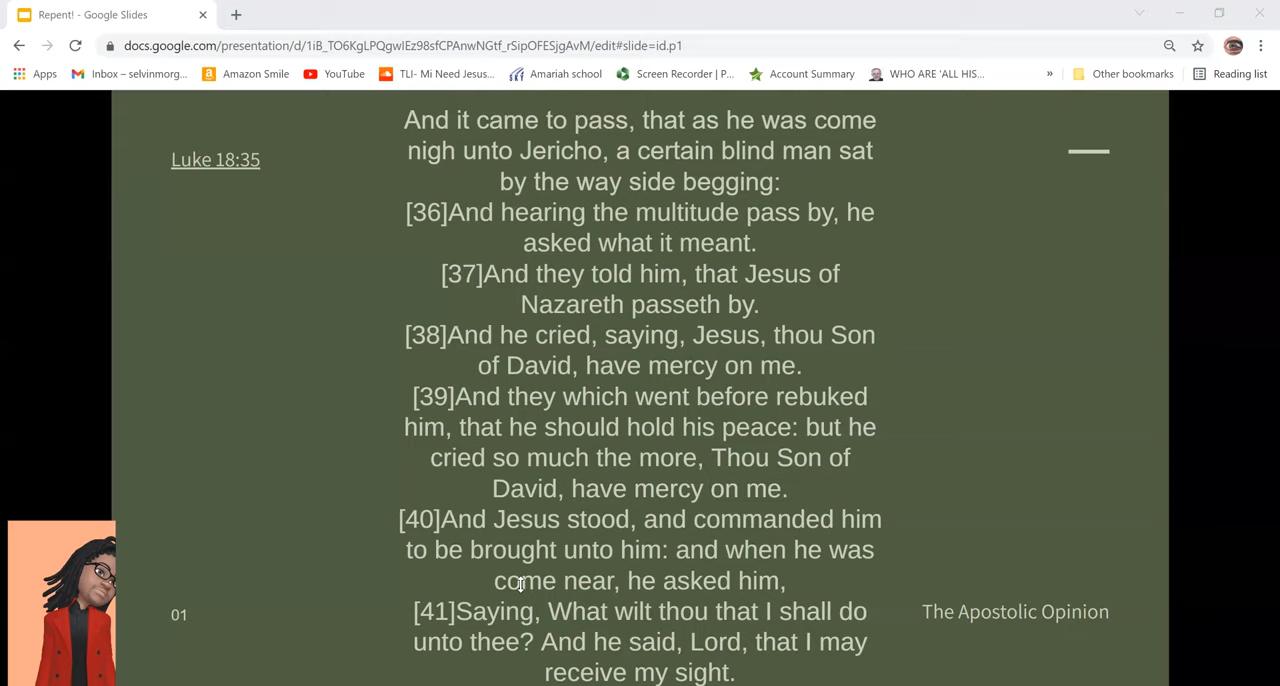 Repent! - Google Slides
docs.google.com/presentation/d/1iB_TO6KgLPQgwIEz98sfCPAnwNGtf_rSipOFESjgAvM/edit#slide=id.p1
Apps Inbox – selvinmorg... Amazon Smile YouTube TLI- Mi Need Jesus... Amariah school Screen Recorder | P... Account Summary WHO ARE 'ALL HIS... » Other bookmarks Reading list
Luke 18:35
And it came to pass, that as he was come
nigh unto Jericho, a certain blind man sat
by the way side begging:
[36]And hearing the multitude pass by, he
asked what it meant.
[37]And they told him, that Jesus of
Nazareth passeth by.
[38]And he cried, saying, Jesus, thou Son
of David, have mercy on me.
[39]And they which went before rebuked
him, that he should hold his peace: but he
cried so much the more, Thou Son of
David, have mercy on me.
[40]And Jesus stood, and commanded him
to be brought unto him: and when he was
come near, he asked him,
[41]Saying, What wilt thou that I shall do
unto thee? And he said, Lord, that I may
receive my sight.
01
The Apostolic Opinion